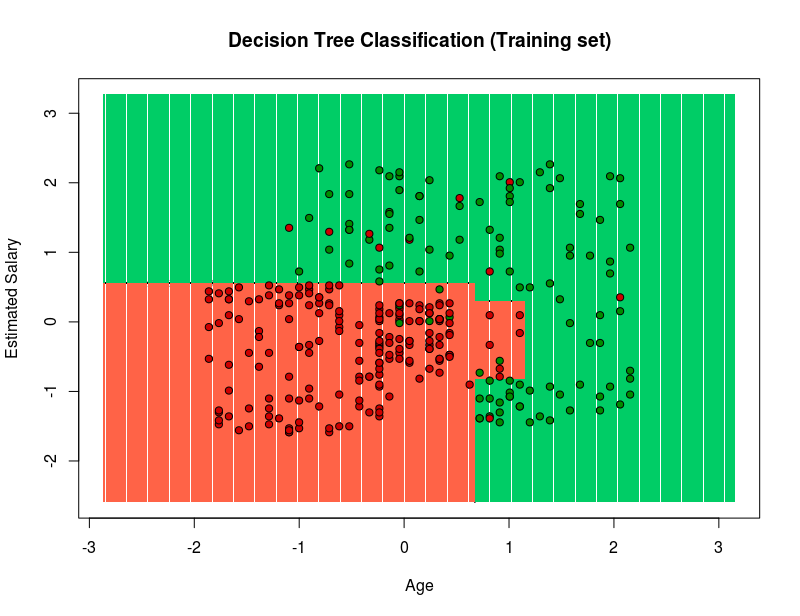 Decision Tree Classification (Training set)
Estimated Salary
3
2
1
0
-1
-2
-3 -2 -1 0 1 2 3
Age